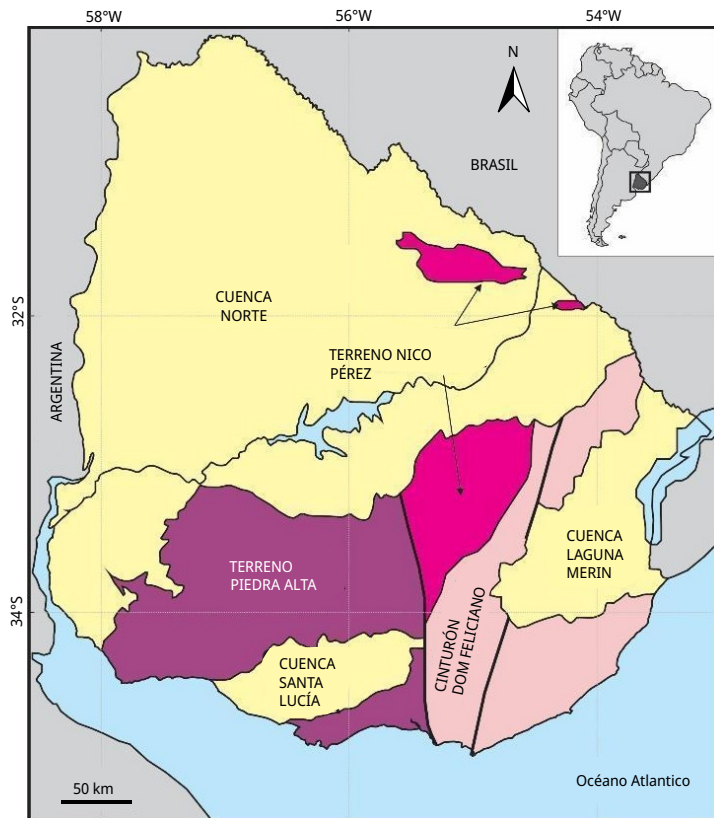 58°W
56°W
54°W
N
BRASIL
CUENCA
NORTE
32°S
ARGENTINA
TERRENO NICO
PÉREZ
TERRENO
PIEDRA ALTA
CUENCA
LAGUNA
MERIN
34°S
CINTURÓN
DOM FELICIANO
CUENCA
SANTA
LUCÍA
50 km
Océano Atlantico